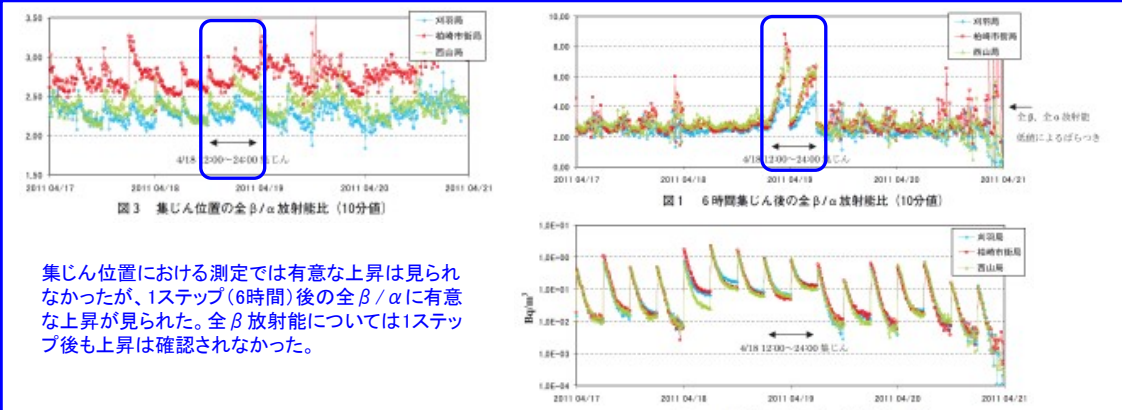 3.50
3.00
2.50
2.00
1.50
刈羽局
柏崎市街局
西山局
4/18 12:00～24:00 集じん
2011 04/17
2011 04/18
2011 04/19
2011 04/20
2011 04/21
図3 集じん位置の全β/α放射能比（10分値）
10.00
8.00
6.00
4.00
2.00
0.00
刈羽局
柏崎市街局
西山局
全β，全α放射能
低値によるばらつき
4/18 12:00～24:00 集じん
2011 04/17
2011 04/18
2011 04/19
2011 04/20
2011 04/21
図1 6時間集じん後の全β/α放射能比（10分値）
集じん位置における測定では有意な上昇は見られ
なかったが、1ステップ（6時間）後の全β/αに有意
な上昇が見られた。全β放射能については1ステッ
プ後も上昇は確認されなかった。
Bq/m³
1.0E+01
1.0E+00
1.0E-01
1.0E-02
1.0E-03
1.0E-04
刈羽局
柏崎市街局
西山局
4/18 12:00～24:00 集じん
2011 04/17
2011 04/18
2011 04/19
2011 04/20
2011 04/21